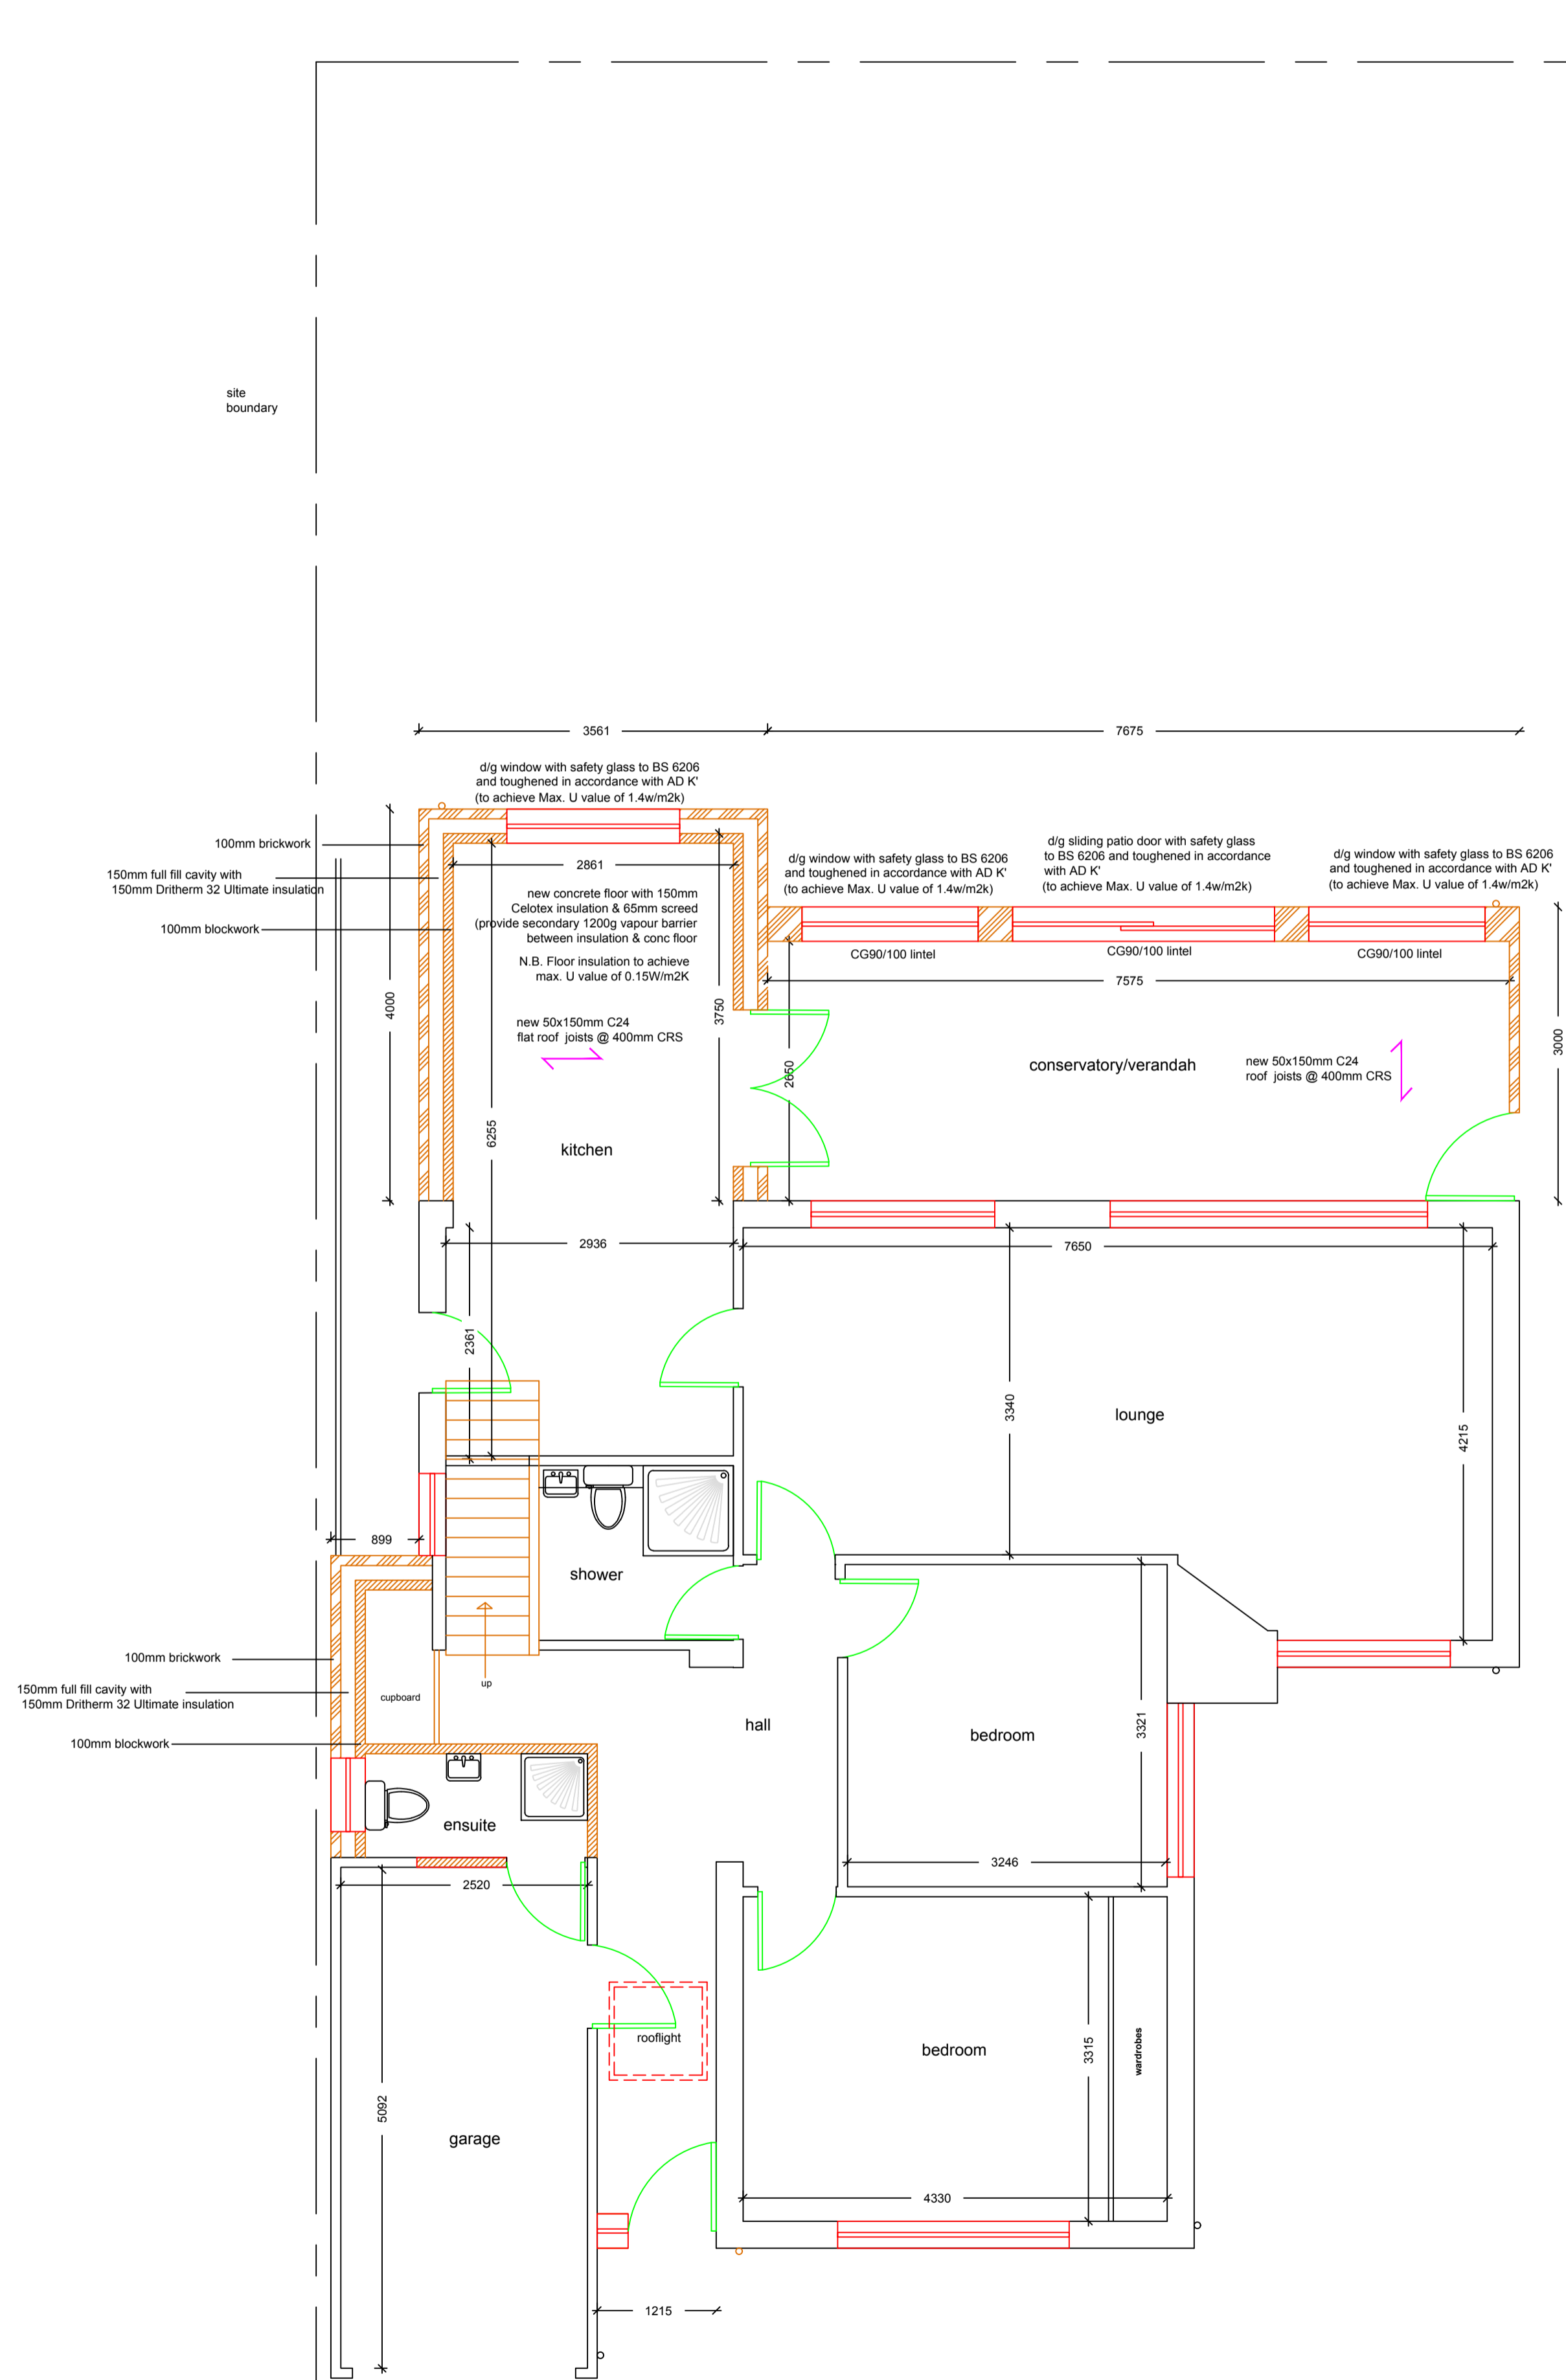 site
boundary
3561
7675
d/g window with safety glass to BS 6206
and toughened in accordance with AD K'
(to achieve Max. U value of 1.4w/m2k)
100mm brickwork
150mm full fill cavity with
150mm Dritherm 32 Ultimate insulation
100mm blockwork
2861
new concrete floor with 150mm
Celotex insulation & 65mm screed
(provide secondary 1200g vapour barrier
between insulation & conc floor
N.B. Floor insulation to achieve
max. U value of 0.15W/m2K
d/g window with safety glass to BS 6206
and toughened in accordance with AD K'
(to achieve Max. U value of 1.4w/m2k)
d/g sliding patio door with safety glass
to BS 6206 and toughened in accordance
with AD K'
(to achieve Max. U value of 1.4w/m2k)
d/g window with safety glass to BS 6206
and toughened in accordance with AD K'
(to achieve Max. U value of 1.4w/m2k)
CG90/100 lintel
CG90/100 lintel
CG90/100 lintel
7575
4000
3750
new 50x150mm C24
flat roof joists @ 400mm CRS
2650
conservatory/verandah
new 50x150mm C24
roof joists @ 400mm CRS
3000
6255
kitchen
2936
7650
2361
3340
lounge
4215
899
shower
100mm brickwork
150mm full fill cavity with
150mm Dritherm 32 Ultimate insulation
100mm blockwork
cupboard
up
hall
bedroom
3321
ensuite
3246
2520
rooflight
bedroom
3315
wardrobes
5092
garage
4330
1215